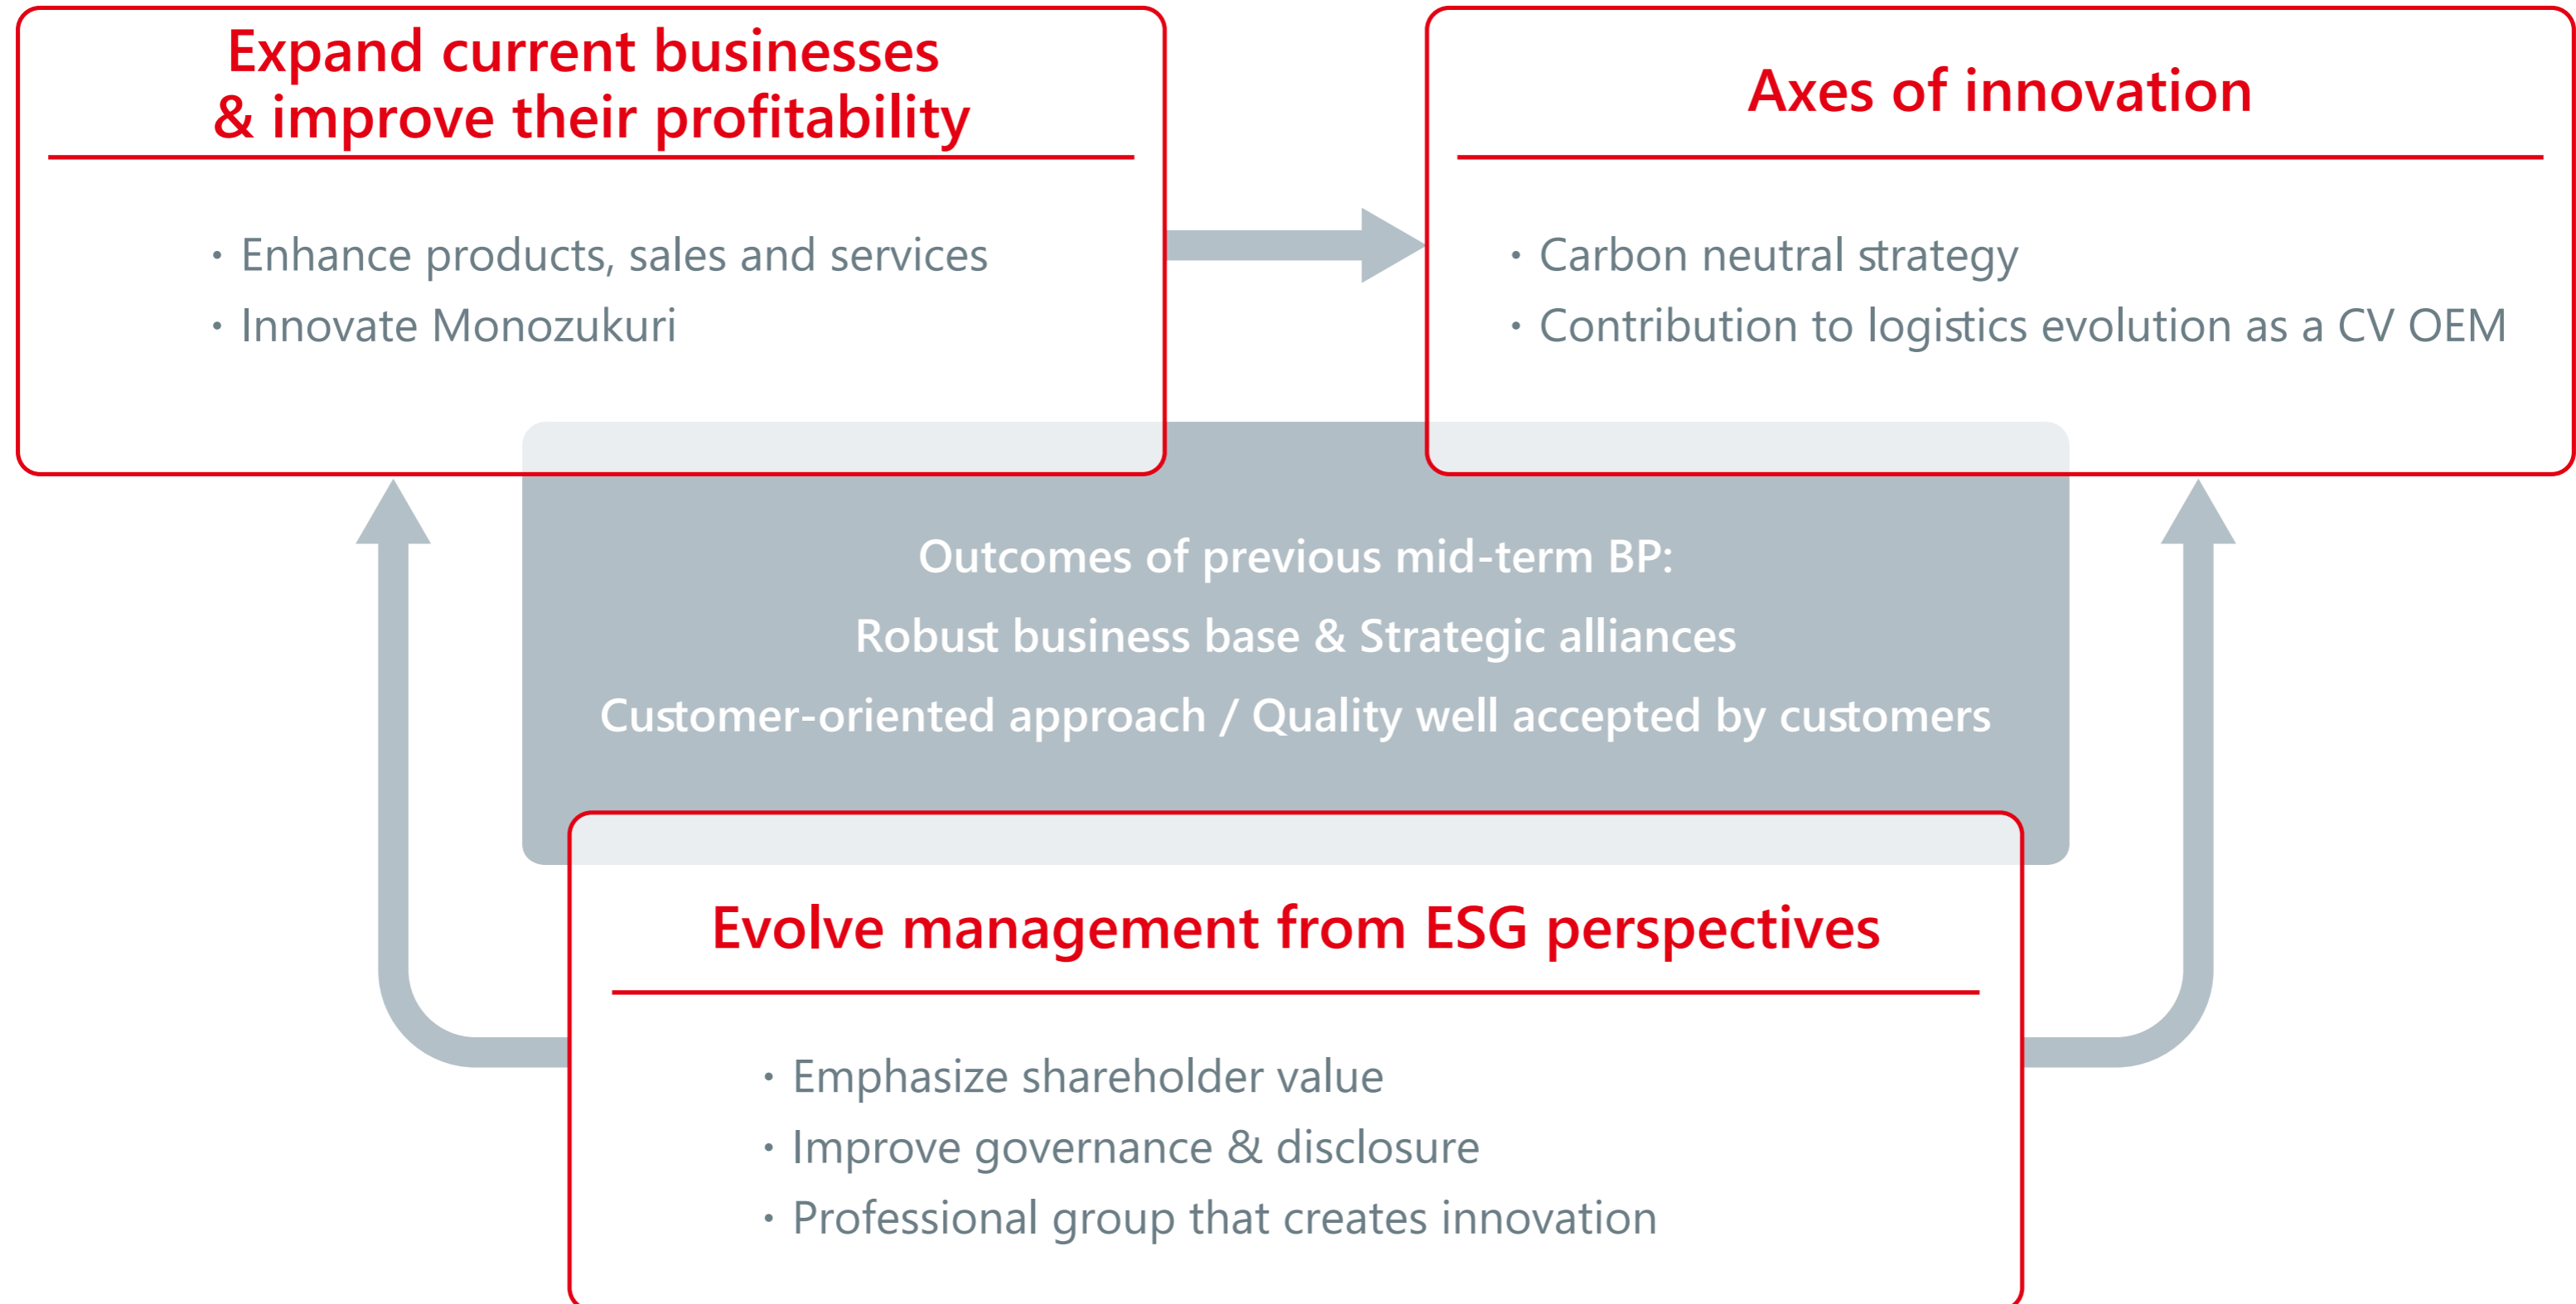 Expand current businesses
& improve their profitability
・Enhance products, sales and services
・Innovate Monozukuri
Axes of innovation
・Carbon neutral strategy
・Contribution to logistics evolution as a CV OEM
Outcomes of previous mid-term BP:
Robust business base & Strategic alliances
Customer-oriented approach / Quality well accepted by customers
Evolve management from ESG perspectives
・Emphasize shareholder value
・Improve governance & disclosure
・Professional group that creates innovation